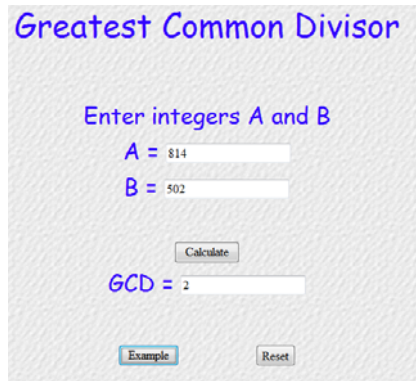 Greatest Common Divisor
Enter integers A and B
A = 814
B = 502
Calculate
GCD = 2
Example Reset